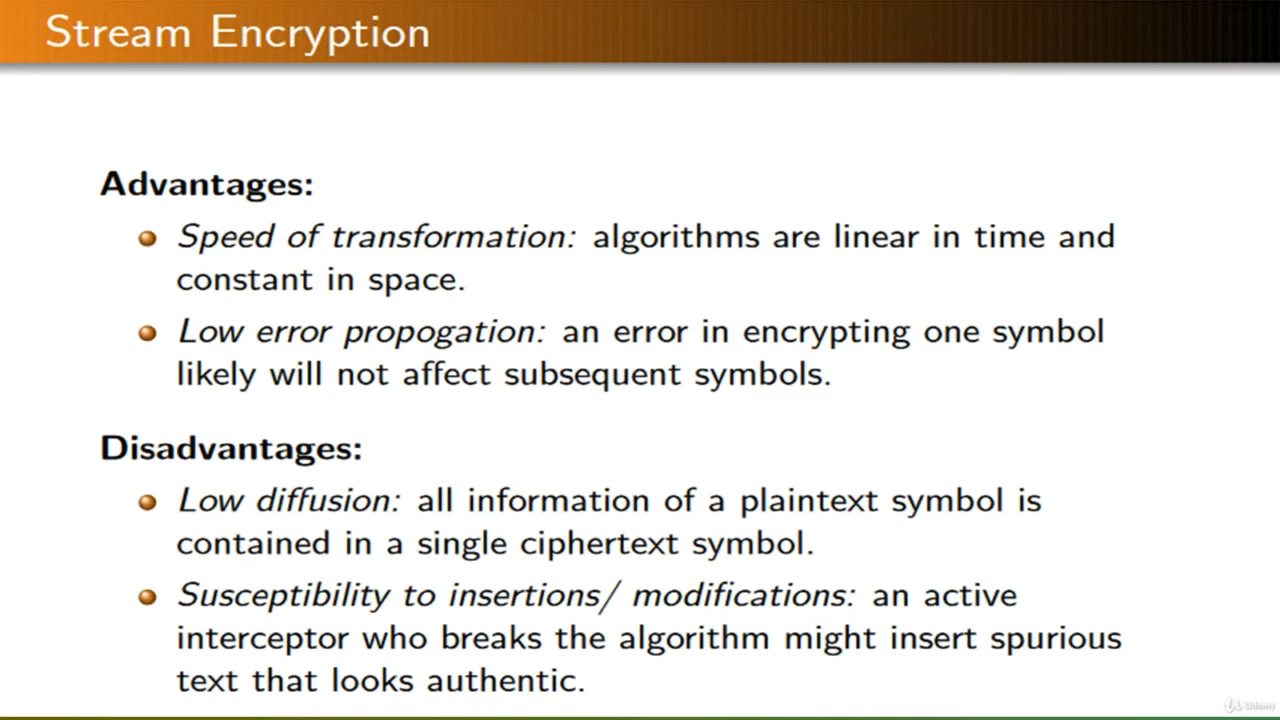 Stream Encryption
Advantages:
Speed of transformation: algorithms are linear in time and
constant in space.
Low error propogation: an error in encrypting one symbol
likely will not affect subsequent symbols.
Disadvantages:
Low diffusion: all information of a plaintext symbol is
contained in a single ciphertext symbol.
Susceptibility to insertions/ modifications: an active
interceptor who breaks the algorithm might insert spurious
text that looks authentic.
Udemy